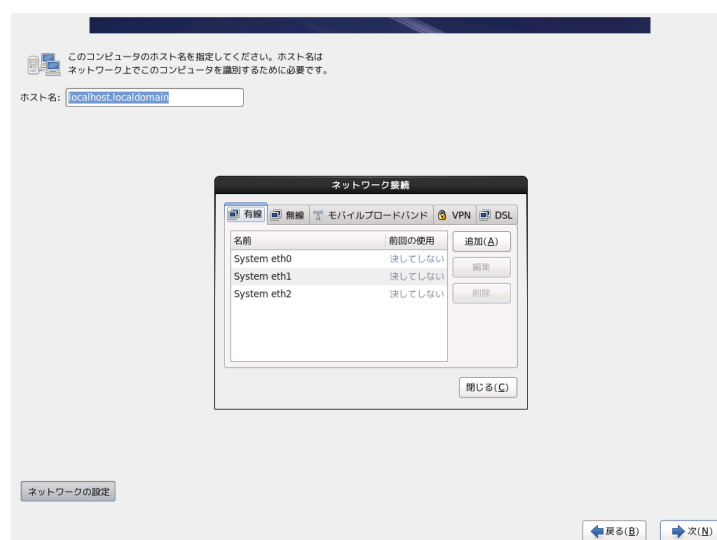 このコンピュータのホスト名を指定してください。ホスト名は
ネットワーク上でこのコンピュータを識別するために必要です。
ホスト名: localhost.localdomain
ネットワーク接続
有線 無線 モバイルブロードバンド VPN DSL
名前 前回の使用 追加(A)
System eth0 決してしない
編集
System eth1 決してしない
System eth2 決してしない 削除
閉じる(C)
ネットワークの設定
戻る(B) 次(N)